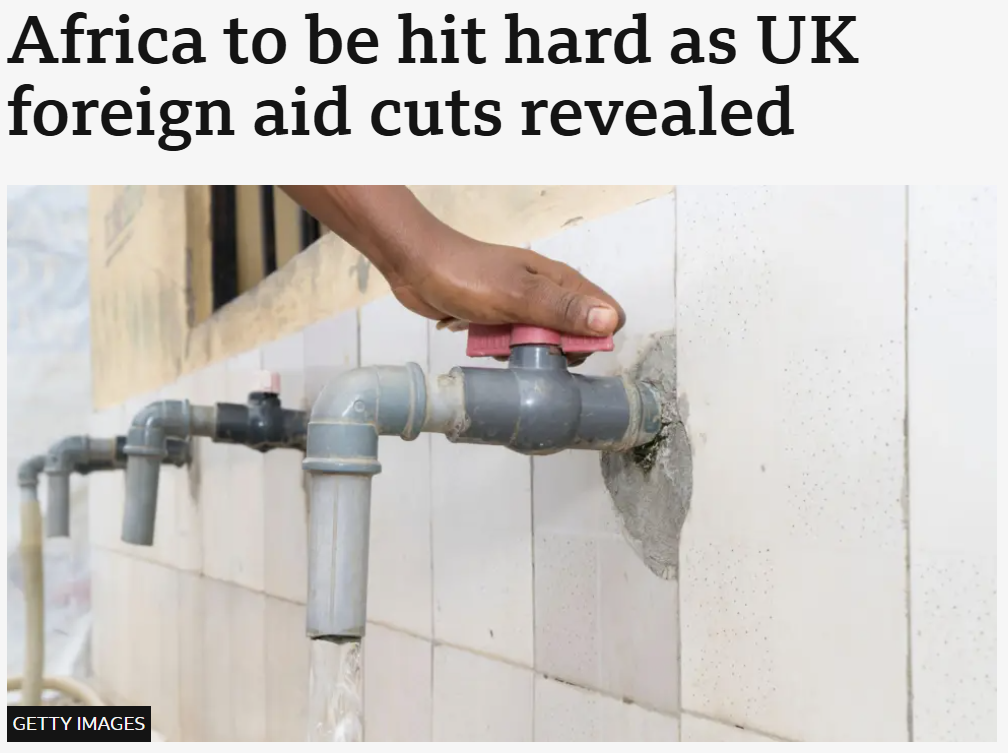 Africa to be hit hard as UK
foreign aid cuts revealed
GETTY IMAGES